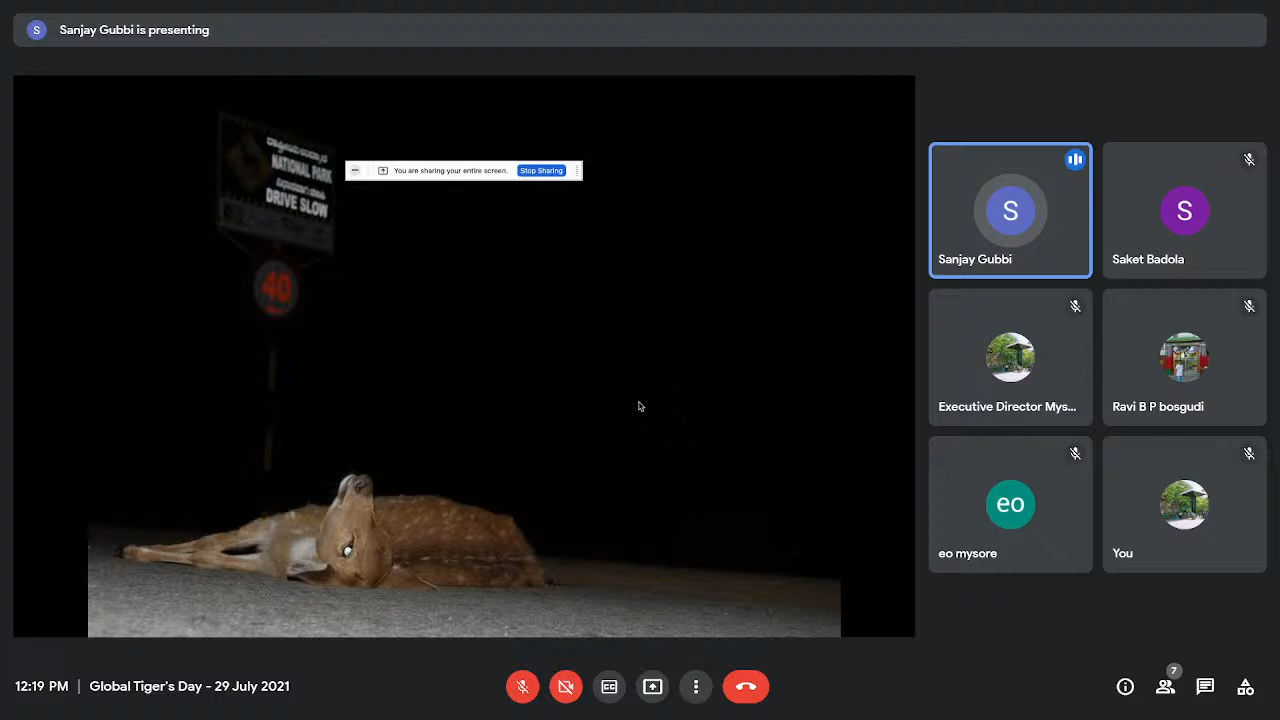 S Sanjay Gubbi is presenting
NATIONAL PARK
DRIVE SLOW
40
You are sharing your entire screen. Stop Sharing
S
Sanjay Gubbi
S
Saket Badola
Executive Director Mys...
Ravi B P bosgudi
eo
eo mysore
You
12:19 PM | Global Tiger's Day - 29 July 2021
CC
7